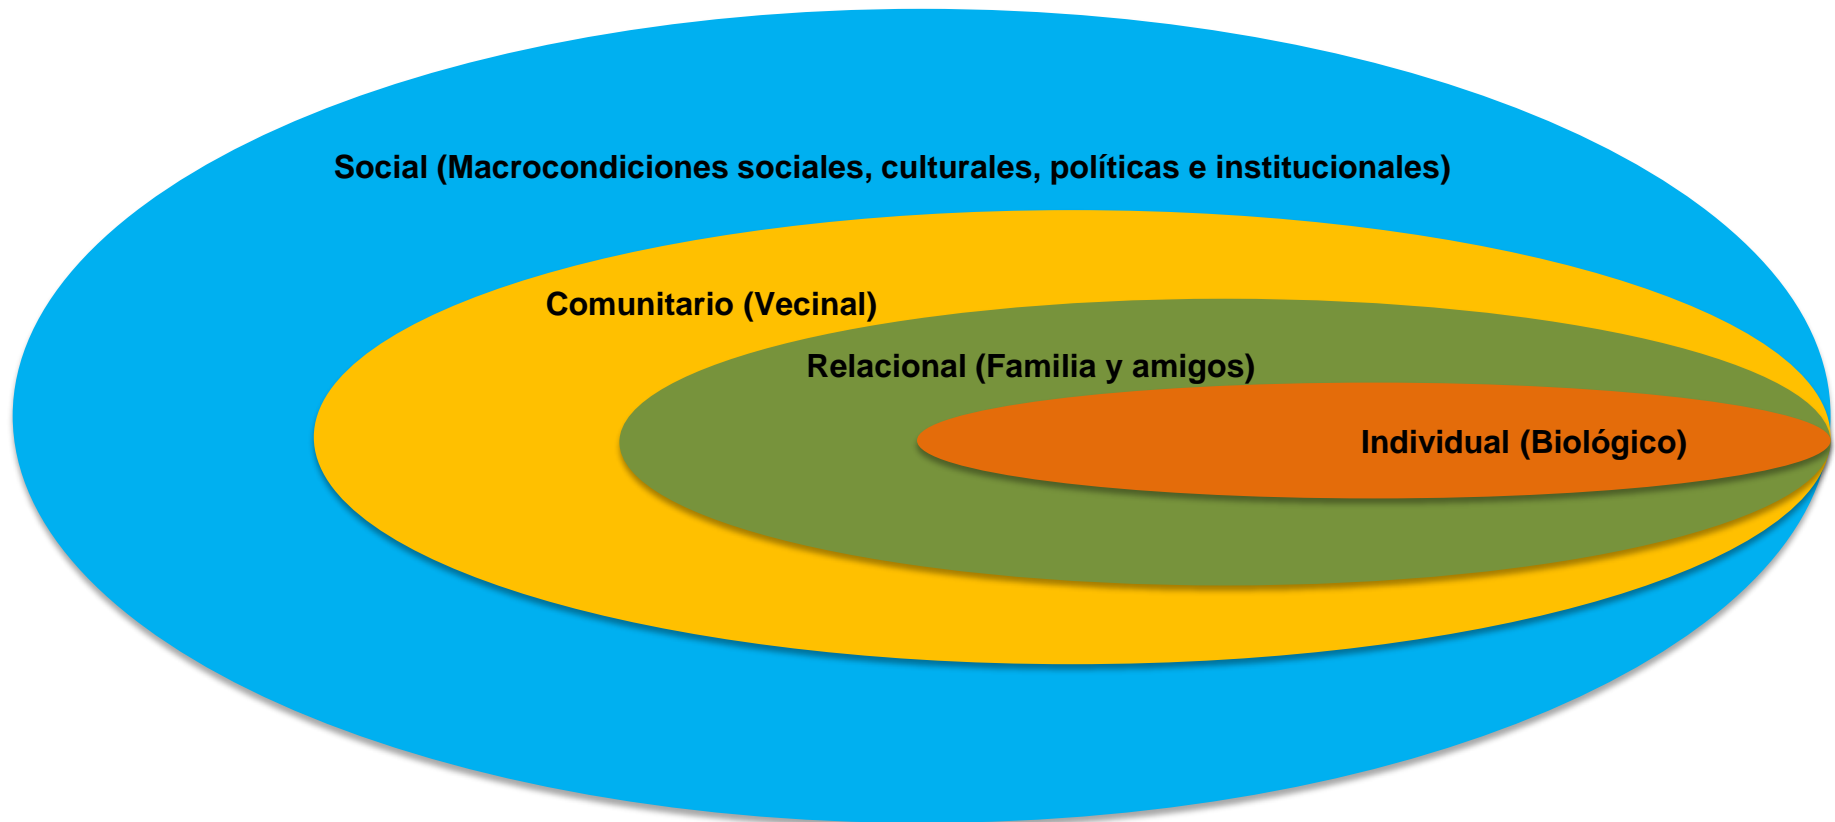 Social (Macrocondiciones sociales, culturales, políticas e institucionales)
Comunitario (Vecinal)
Relacional (Familia y amigos)
Individual (Biológico)